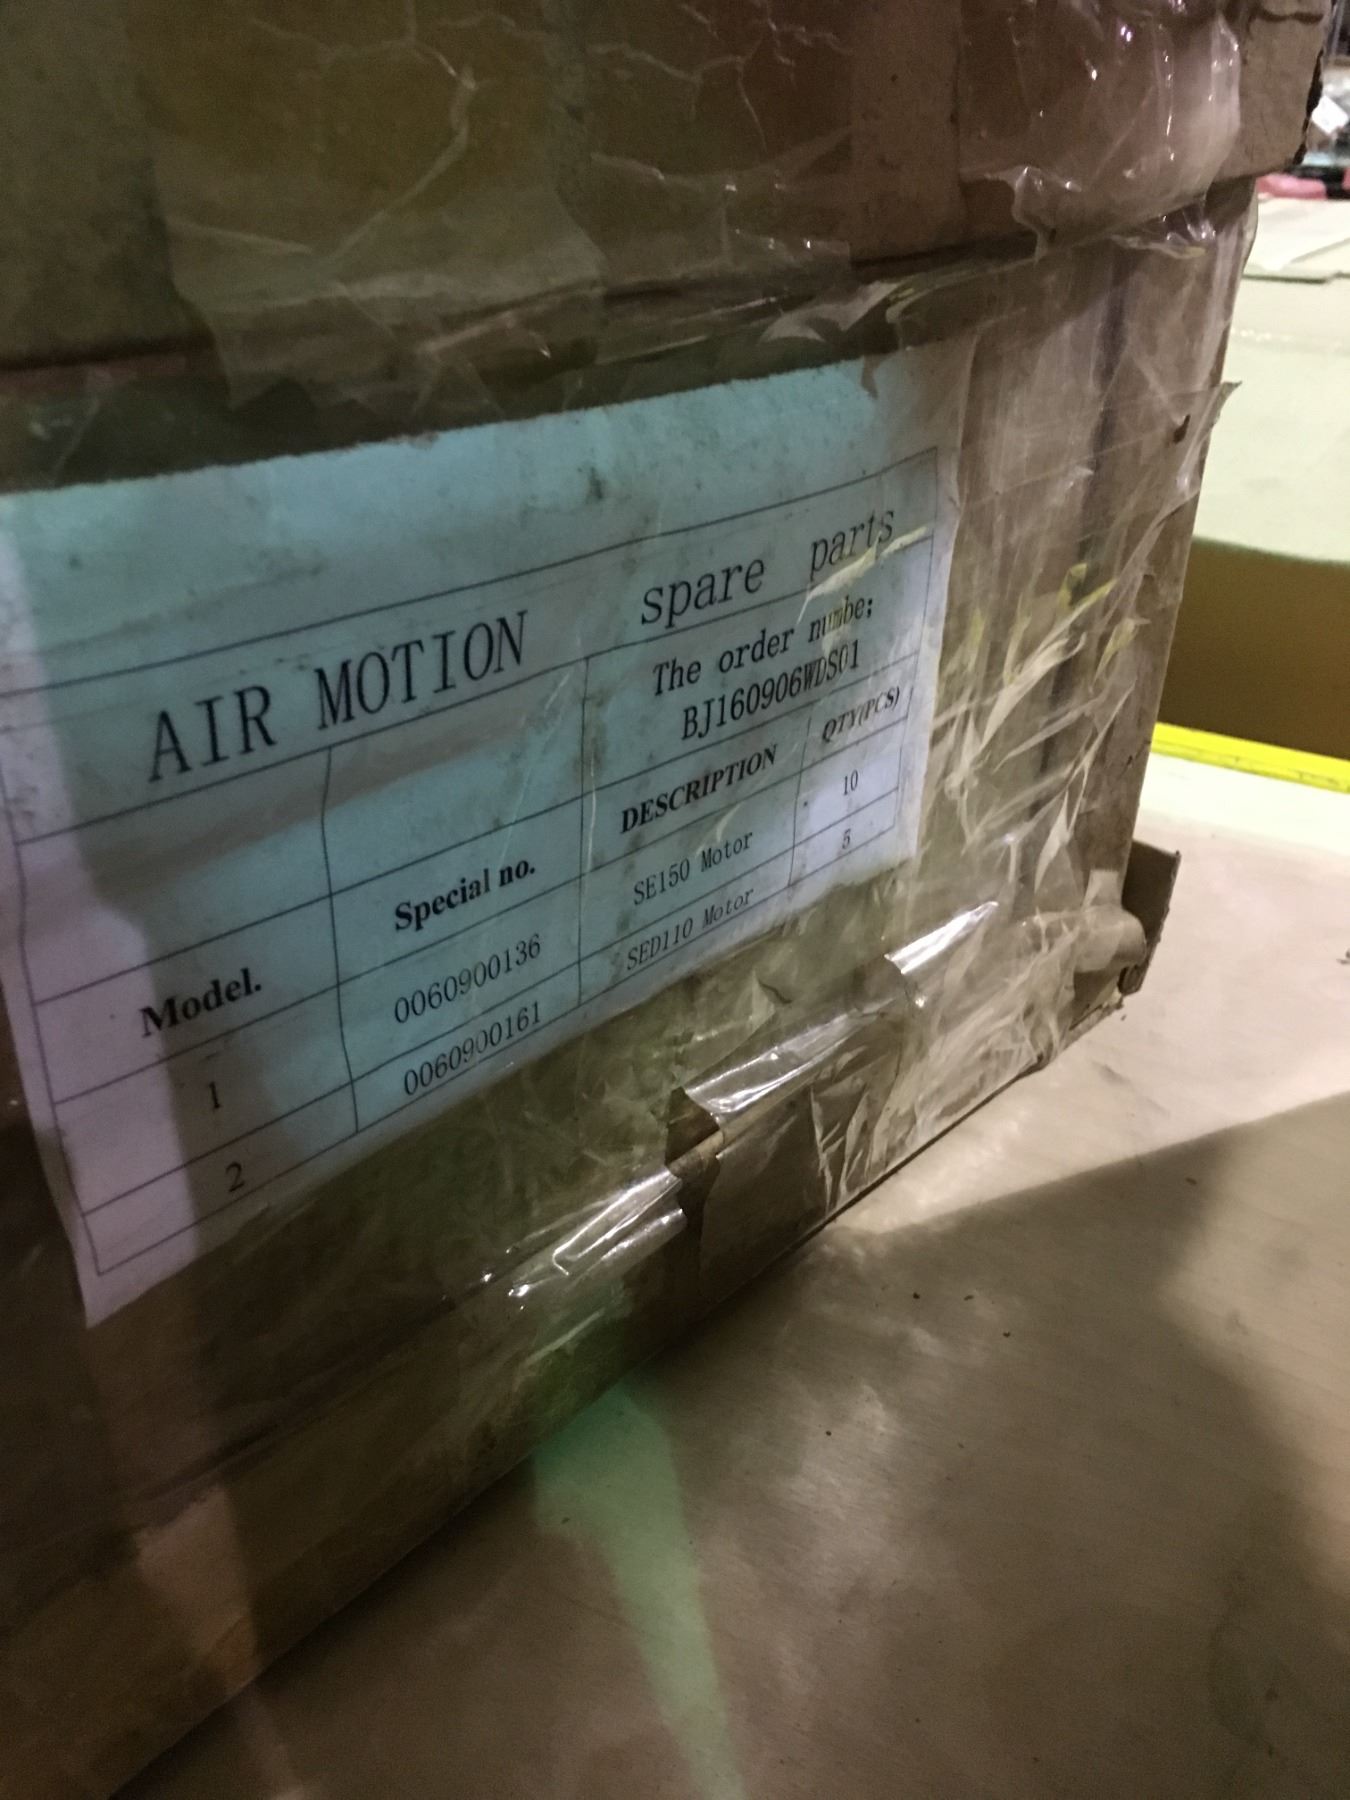 AIR MOTION spare parts
The order numbe:
BJ160906WDS01
Model. Special no. DESCRIPTION QTY(PCS)
1 0060900136 SE150 Motor 10
2 0060900161 SED110 Motor 5